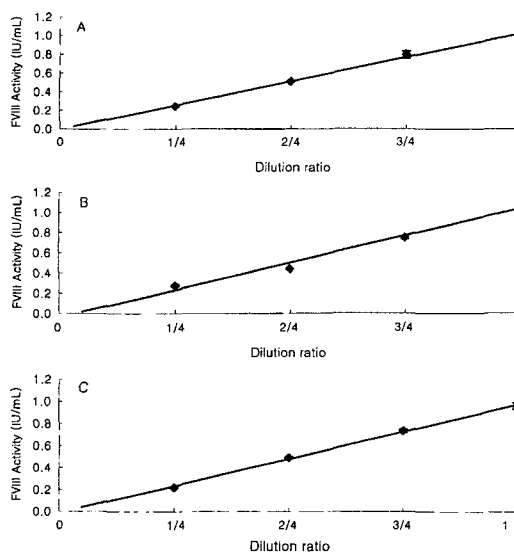 A
FVIII Activity (IU/mL)
1.2
1.0
0.8
0.6
0.4
0.2
0.0
0 1/4 2/4 3/4
Dilution ratio
B
FVIII Activity (IU/mL)
1.2
1.0
0.8
0.6
0.4
0.2
0.0
0 1/4 2/4 3/4
Dilution ratio
C
FVIII Activity (IU/mL)
1.2
1.0
0.8
0.6
0.4
0.2
0.0
0 1/4 2/4 3/4 1
Dilution ratio